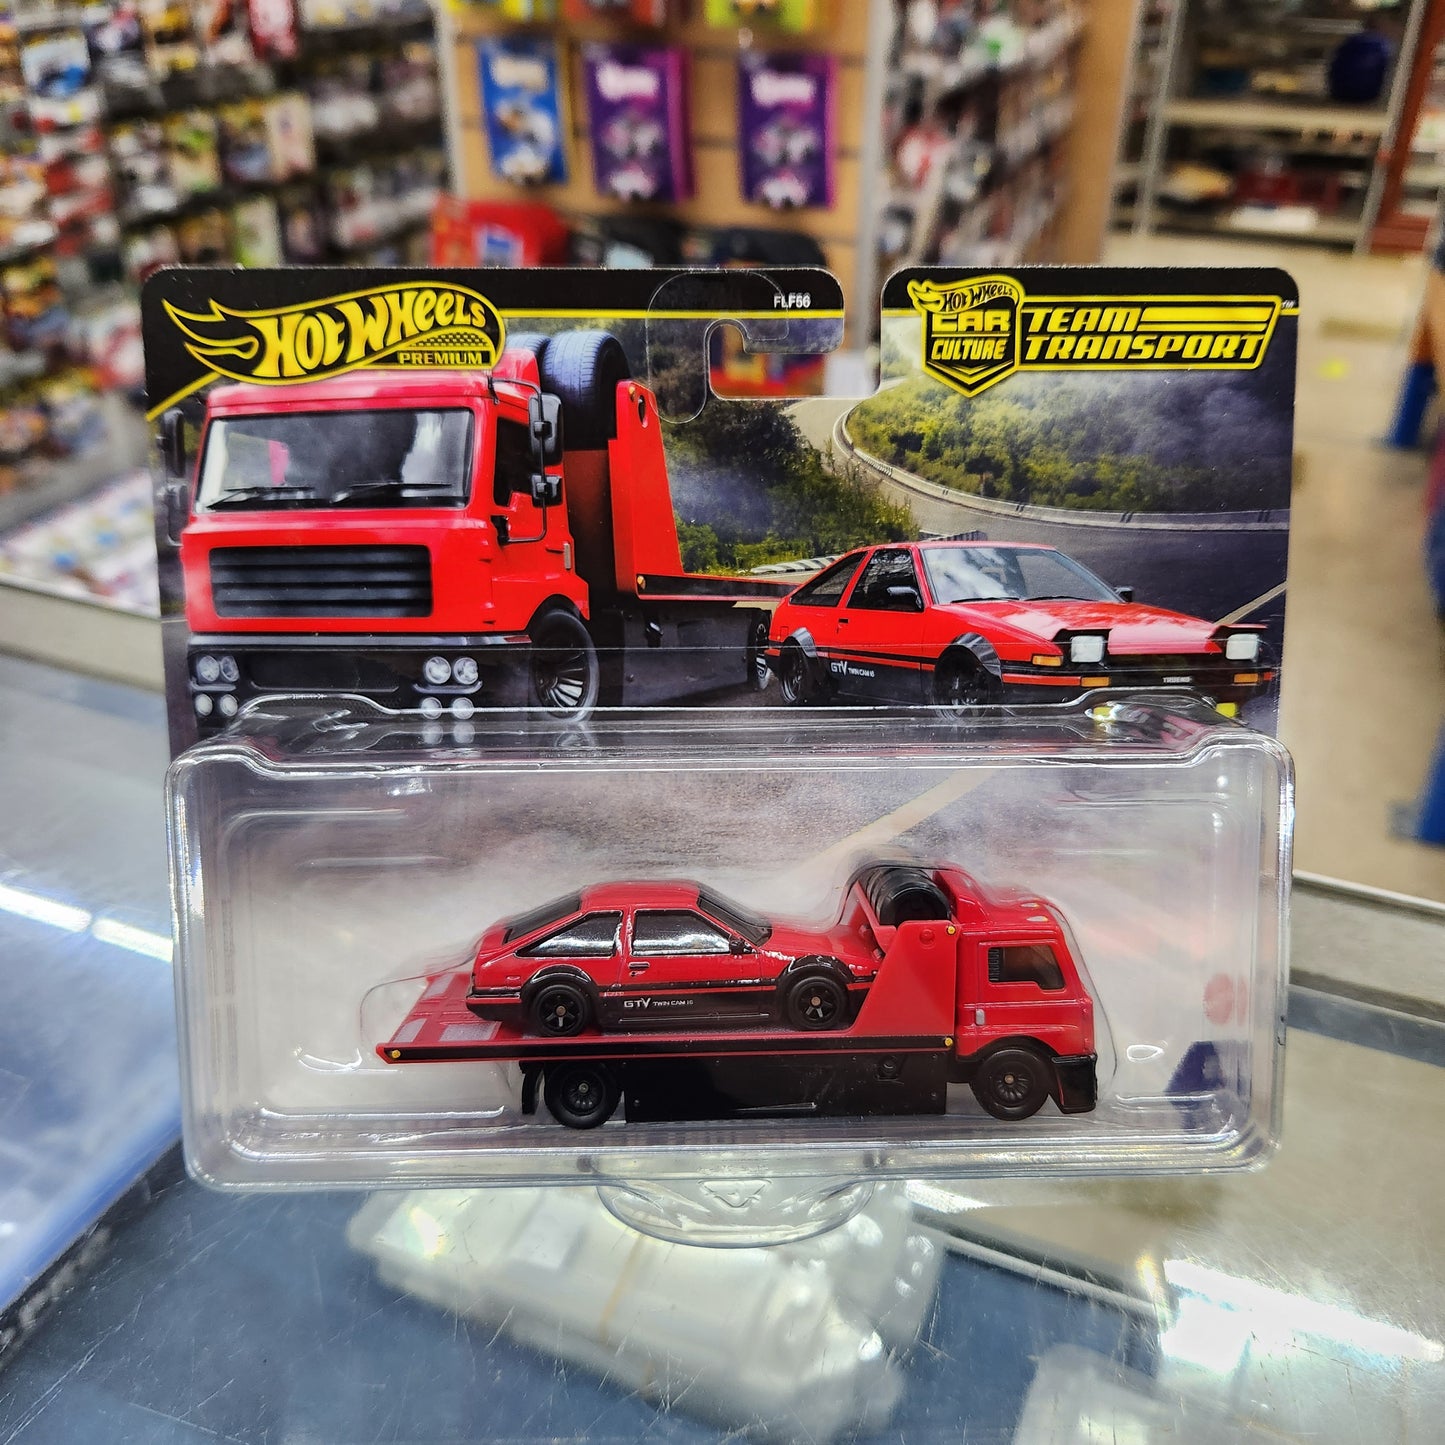 HOT WHEELS
PREMIUM
FLF56
HOT WHEELS
CAR
CULTURE
TEAM
TRANSPORT
TM
GTV TWIN CAM 16
TRUENO
GTV TWIN CAM 16